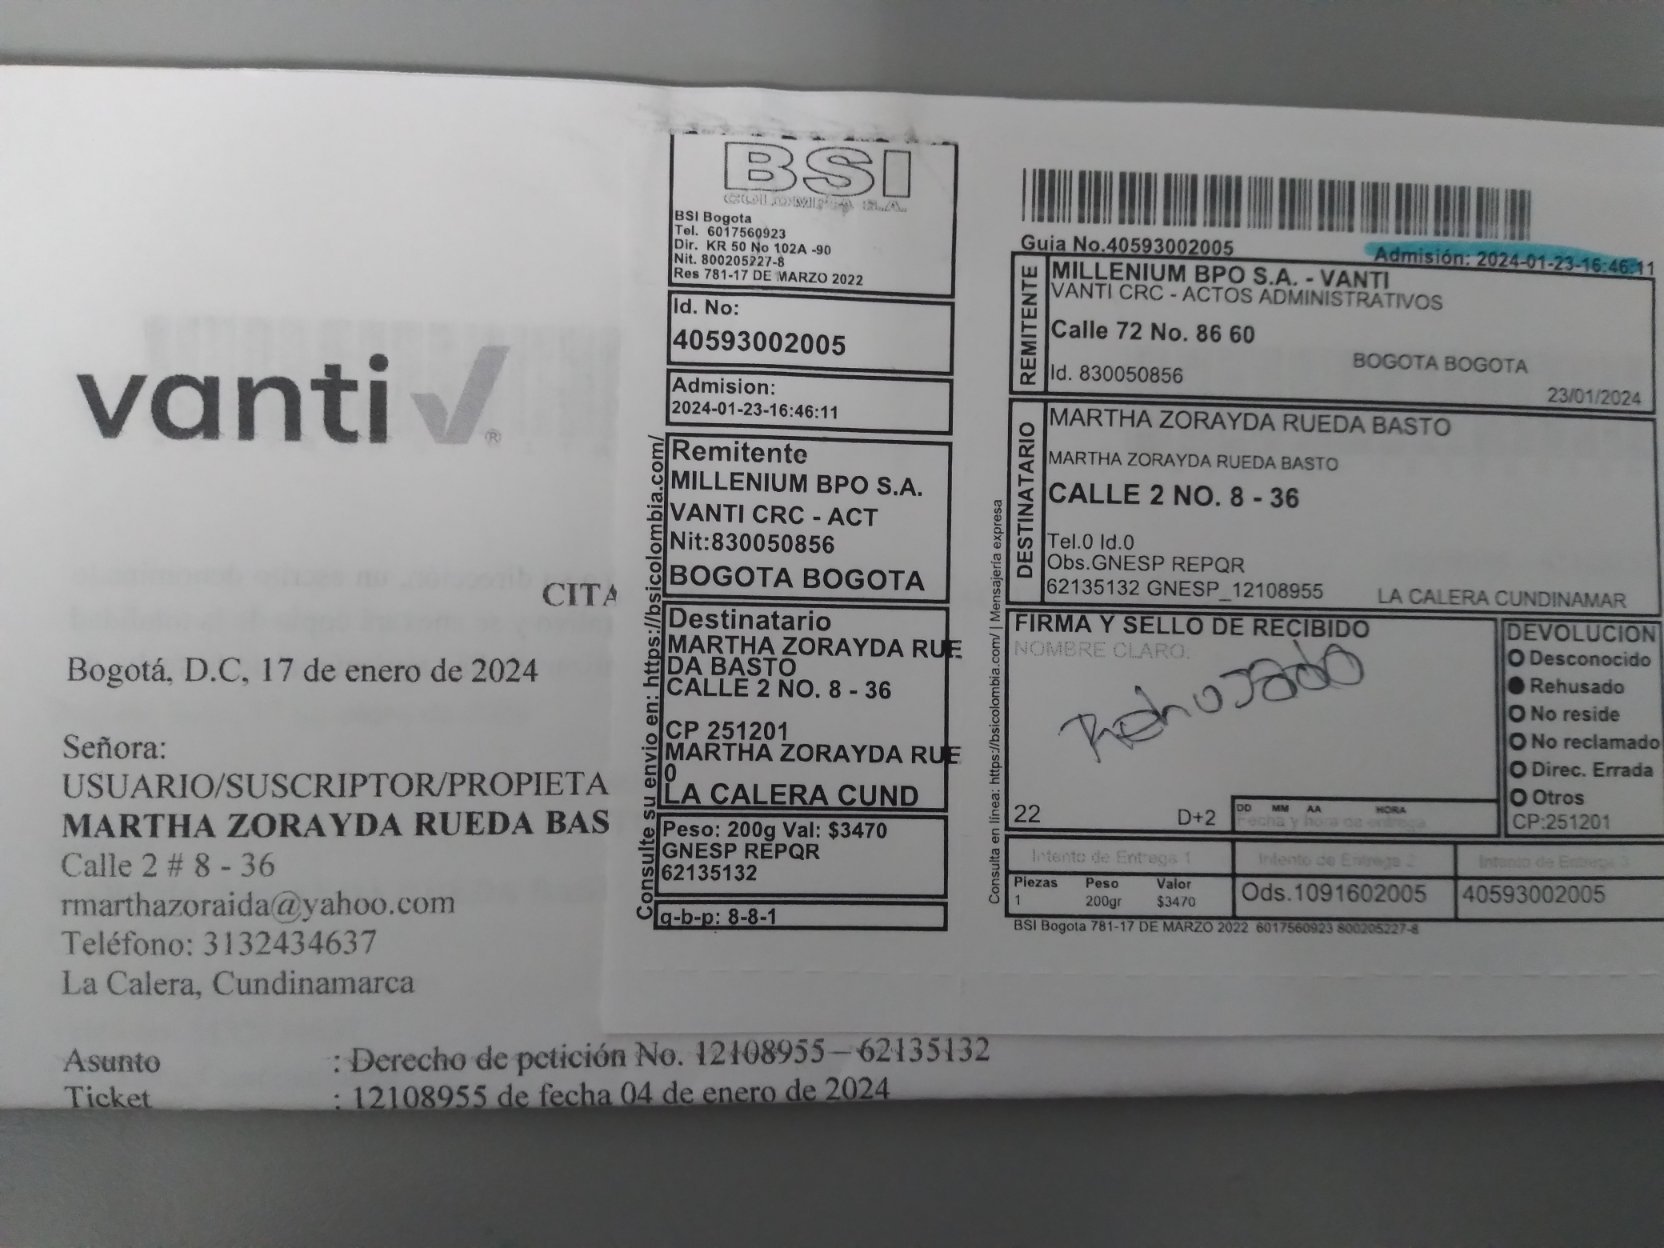 vanti
CITA
Bogotá, D.C, 17 de enero de 2024
Señora:
USUARIO/SUSCRIPTOR/PROPIETA
MARTHA ZORAYDA RUEDA BAS
Calle 2 # 8 - 36
rmarthazoraida@yahoo.com
Teléfono: 3132434637
La Calera, Cundinamarca
Asunto : Derecho de petición No. 12108955 – 62135132
Ticket : 12108955 de fecha 04 de enero de 2024
Consulte su envio en: https://bsicolombia.com/
BSI
COLOMBIA S.A.
BSI Bogota
Tel. 6017560923
Dir. KR 50 No 102A -90
Nit. 800205227-8
Res 781-17 DE MARZO 2022
Id. No:
40593002005
Admision:
2024-01-23-16:46:11
Remitente
MILLENIUM BPO S.A.
VANTI CRC - ACT
Nit:830050856
BOGOTA BOGOTA
Destinatario
MARTHA ZORAYDA RUE
DA BASTO
CALLE 2 NO. 8 - 36
CP 251201
MARTHA ZORAYDA RUE
0
LA CALERA CUND
Peso: 200g Val: $3470
GNESP REPQR
62135132
q-b-p: 8-8-1
Consulta en línea: https://bsicolombia.com/ | Mensajería expresa
Guia No.40593002005
Admisión: 2024-01-23-16:46:11
REMITENTE
MILLENIUM BPO S.A. - VANTI
VANTI CRC - ACTOS ADMINISTRATIVOS
Calle 72 No. 86 60
BOGOTA BOGOTA
Id. 830050856
23/01/2024
DESTINATARIO
MARTHA ZORAYDA RUEDA BASTO
MARTHA ZORAYDA RUEDA BASTO
CALLE 2 NO. 8 - 36
Tel.0 Id.0
Obs.GNESP REPQR
62135132 GNESP_12108955
LA CALERA CUNDINAMAR
FIRMA Y SELLO DE RECIBIDO
NOMBRE CLARO.
Rehusado
22 D+2
DD MM AA HORA
Fecha y hora de entrega
DEVOLUCION
Desconocido
Rehusado
No reside
No reclamado
Direc. Errada
Otros
CP:251201
Intento de Entrega 1 Intento de Entrega 2 Intento de Entrega 3
Piezas Peso Valor
1 200gr $3470
Ods.1091602005
40593002005
BSI Bogota 781-17 DE MARZO 2022 6017560923 800205227-8